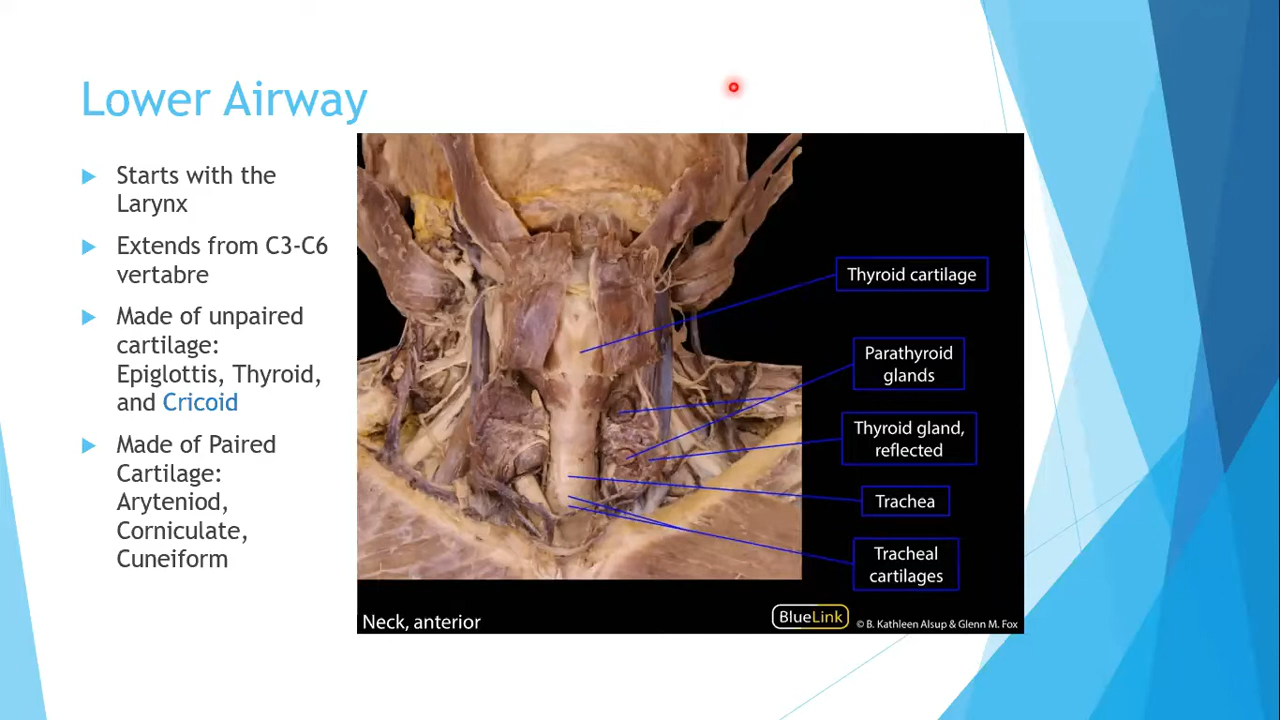 Lower Airway
Starts with the
Larynx
Extends from C3-C6
vertabre
Made of unpaired
cartilage:
Epiglottis, Thyroid,
and Cricoid
Made of Paired
Cartilage:
Aryteniod,
Corniculate,
Cuneiform
Thyroid cartilage
Parathyroid
glands
Thyroid gland,
reflected
Trachea
Tracheal
cartilages
Neck, anterior
BlueLink
© B. Kathleen Alsup & Glenn M. Fox